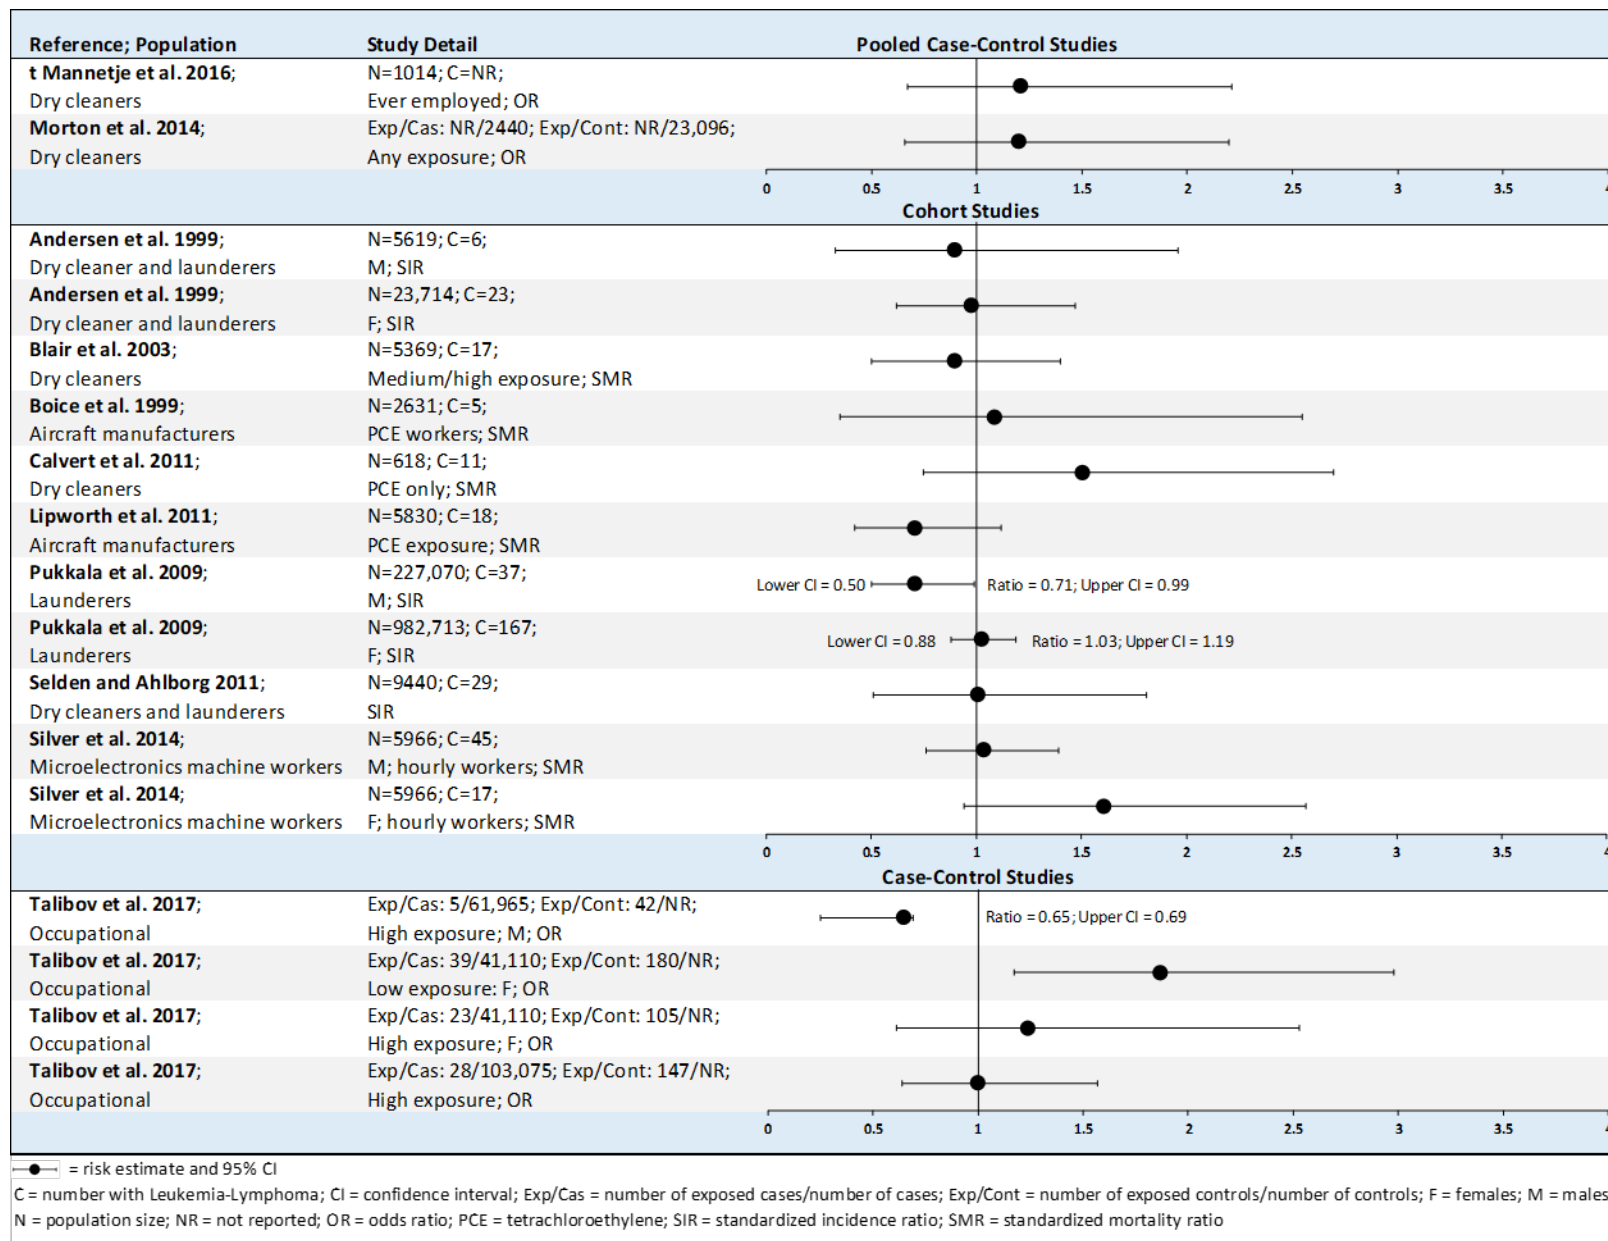 Reference; Population Study Detail Pooled Case-Control Studies
t Mannetje et al. 2016; N=1014; C=NR;
Dry cleaners Ever employed; OR
Morton et al. 2014; Exp/Cas: NR/2440; Exp/Cont: NR/23,096;
Dry cleaners Any exposure; OR
0 0.5 1 1.5 2 2.5 3 3.5 4
Cohort Studies
Andersen et al. 1999; N=5619; C=6;
Dry cleaner and launderers M; SIR
Andersen et al. 1999; N=23,714; C=23;
Dry cleaner and launderers F; SIR
Blair et al. 2003; N=5369; C=17;
Dry cleaners Medium/high exposure; SMR
Boice et al. 1999; N=2631; C=5;
Aircraft manufacturers PCE workers; SMR
Calvert et al. 2011; N=618; C=11;
Dry cleaners PCE only; SMR
Lipworth et al. 2011; N=5830; C=18;
Aircraft manufacturers PCE exposure; SMR
Pukkala et al. 2009; N=227,070; C=37; Lower CI = 0.50 Ratio = 0.71; Upper CI = 0.99
Launderers M; SIR
Pukkala et al. 2009; N=982,713; C=167; Lower CI = 0.88 Ratio = 1.03; Upper CI = 1.19
Launderers F; SIR
Selden and Ahlborg 2011; N=9440; C=29;
Dry cleaners and launderers SIR
Silver et al. 2014; N=5966; C=45;
Microelectronics machine workers M; hourly workers; SMR
Silver et al. 2014; N=5966; C=17;
Microelectronics machine workers F; hourly workers; SMR
0 0.5 1 1.5 2 2.5 3 3.5 4
Case-Control Studies
Talibov et al. 2017; Exp/Cas: 5/61,965; Exp/Cont: 42/NR; Ratio = 0.65; Upper CI = 0.69
Occupational High exposure; M; OR
Talibov et al. 2017; Exp/Cas: 39/41,110; Exp/Cont: 180/NR;
Occupational Low exposure: F; OR
Talibov et al. 2017; Exp/Cas: 23/41,110; Exp/Cont: 105/NR;
Occupational High exposure; F; OR
Talibov et al. 2017; Exp/Cas: 28/103,075; Exp/Cont: 147/NR;
Occupational High exposure; OR
0 0.5 1 1.5 2 2.5 3 3.5 4
= risk estimate and 95% CI
C = number with Leukemia-Lymphoma; CI = confidence interval; Exp/Cas = number of exposed cases/number of cases; Exp/Cont = number of exposed controls/number of controls; F = females; M = males
N = population size; NR = not reported; OR = odds ratio; PCE = tetrachloroethylene; SIR = standardized incidence ratio; SMR = standardized mortality ratio